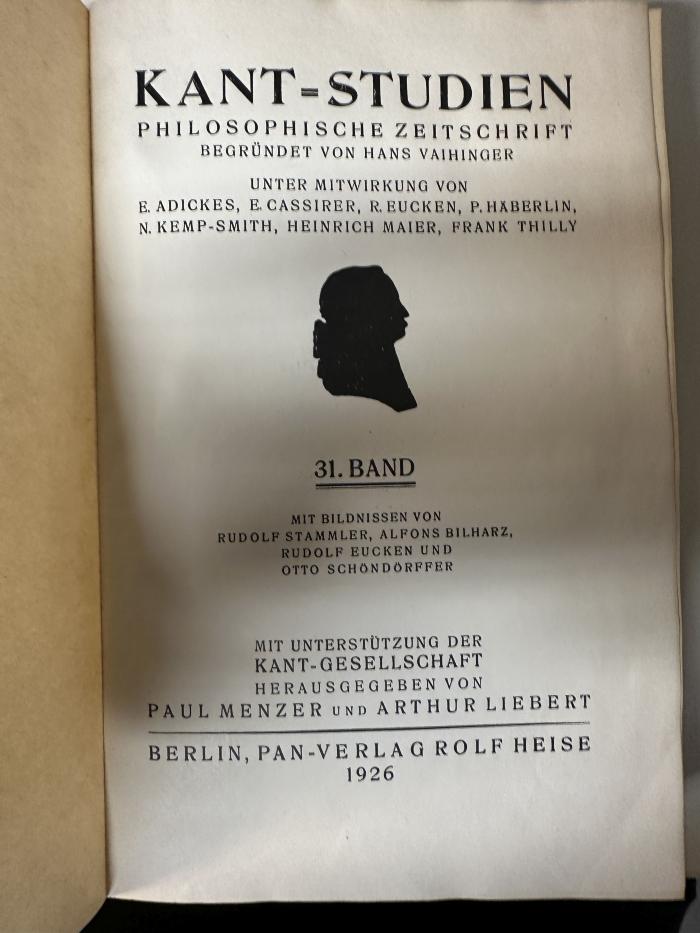 KANT=STUDIEN
PHILOSOPHISCHE ZEITSCHRIFT
BEGRÜNDET VON HANS VAIHINGER
UNTER MITWIRKUNG VON
E. ADICKES, E. CASSIRER, R. EUCKEN, P. HÄBERLIN,
N. KEMP-SMITH, HEINRICH MAIER, FRANK THILLY
31. BAND
MIT BILDNISSEN VON
RUDOLF STAMMLER, ALFONS BILHARZ,
RUDOLF EUCKEN UND
OTTO SCHÖNDÖRFFER
MIT UNTERSTÜTZUNG DER
KANT-GESELLSCHAFT
HERAUSGEGEBEN VON
PAUL MENZER UND ARTHUR LIEBERT
BERLIN, PAN-VERLAG ROLF HEISE
1926